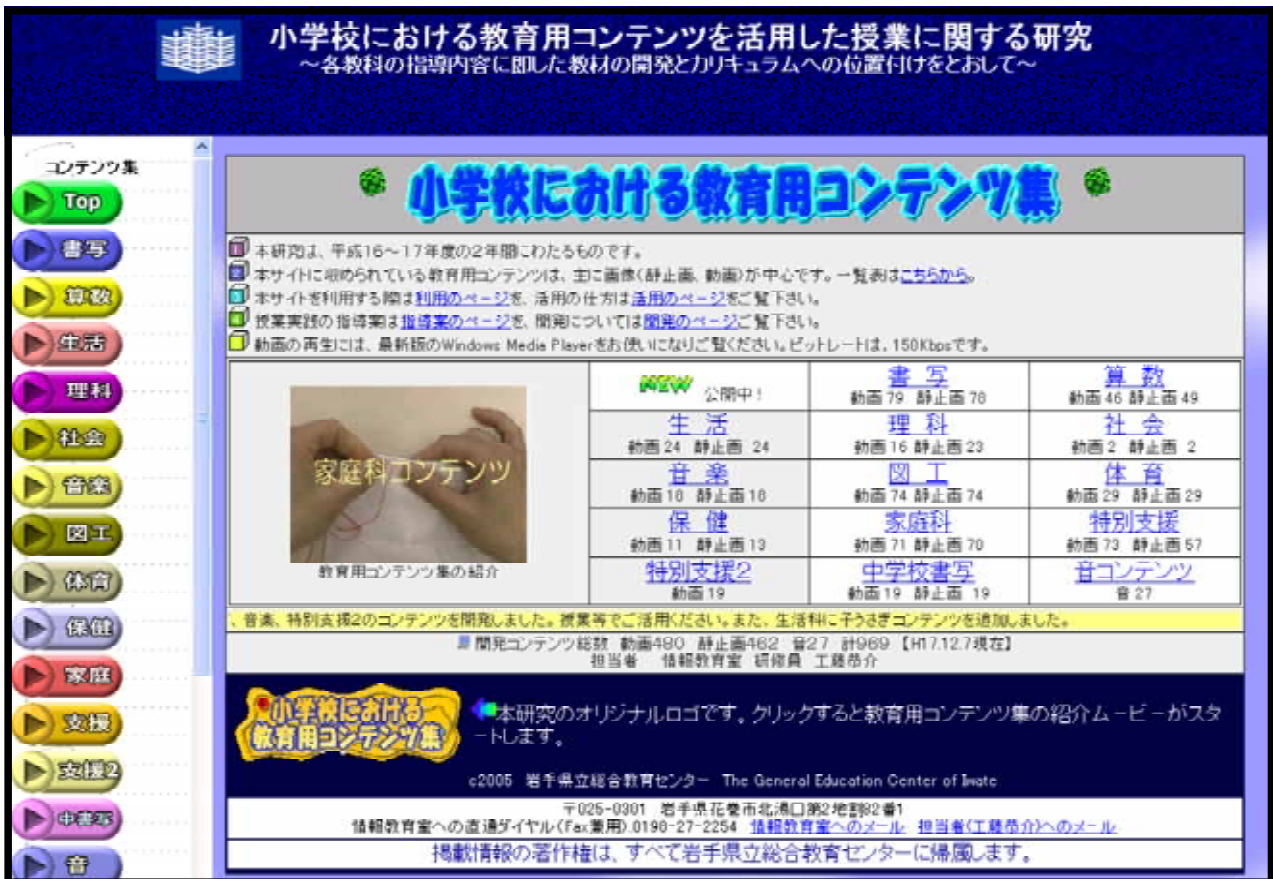 小学校における教育用コンテンツを活用した授業に関する研究
～各教科の指導内容に即した教材の開発とカリキュラムへの位置付けをとおして～
コンテンツ集
Top
書写
算数
生活
理科
社会
音楽
図工
体育
保健
家庭
支援
支援2
中書写
音
小学校における教育用コンテンツ集
1 本研究は、平成16～17年度の2年間にわたるものです。
2 本サイトに収められている教育用コンテンツは、主に画像(静止画、動画)が中心です。一覧表はこちらから。
3 本サイトを利用する際は利用のページを、活用の仕方は活用のページをご覧下さい。
4 授業実践の指導案は指導案のページを、開発については開発のページご覧下さい。
動画の再生には、最新版のWindows Media Playerをお使いになりご覧ください。ビットレートは、150Kbpsです。
家庭科コンテンツ
教育用コンテンツ集の紹介
NEW 公開中!
書 写
動画 79 静止画 78
算 数
動画 46 静止画 49
生 活
動画 24 静止画 24
理 科
動画 16 静止画 23
社 会
動画 2 静止画 2
音 楽
動画 18 静止画 18
図 工
動画 74 静止画 74
体 育
動画 29 静止画 29
保 健
動画 11 静止画 13
家庭科
動画 71 静止画 70
特別支援
動画 73 静止画 57
特別支援2
動画 19
中学校書写
動画 19 静止画 19
音コンテンツ
音 27
、音楽、特別支援2のコンテンツを開発しました。授業等でご活用ください。また、生活科に子うさぎコンテンツを追加しました。
開発コンテンツ総数 動画480 静止画462 音27 計969 【H17.12.7現在】
担当者 情報教育室 研修員 工藤恭介
小学校における
教育用コンテンツ集
本研究のオリジナルロゴです。クリックすると教育用コンテンツ集の紹介ムービーがスタ
ートします。
c2005 岩手県立総合教育センター The General Education Center of Iwate
〒025-0301 岩手県花巻市北湯口第2地割82番1
情報教育室への直通ダイヤル(Fax兼用).0198-27-2254 情報教育室へのメール 担当者(工藤恭介)へのメール
掲載情報の著作権は、すべて岩手県立総合教育センターに帰属します。